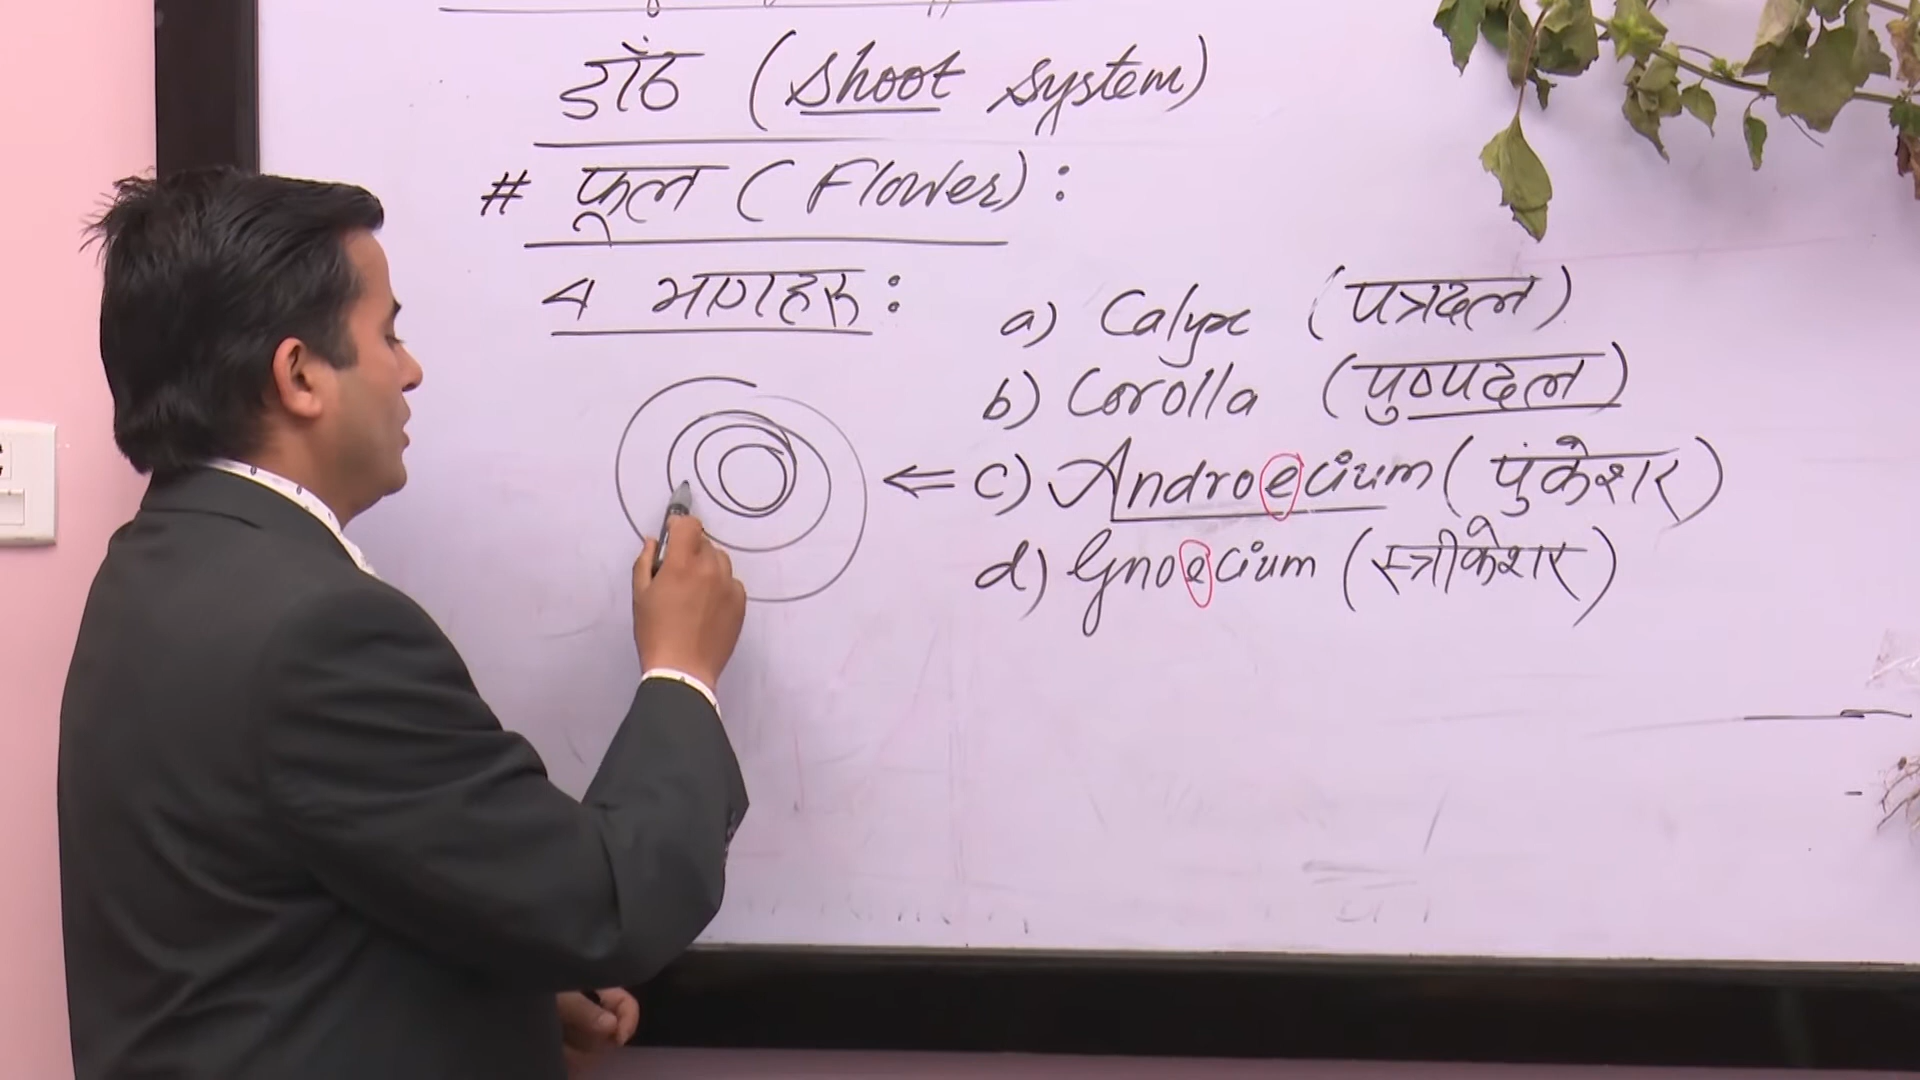 डाँठ (Shoot System)
# फूल (Flower) :
4 भागहरु :
a) Calyx (पत्रदल)
b) Corolla (पुष्पदल)
⇐ c) Androecium (पुंकेशर)
d) Gnoecium (स्त्रीकेशर)